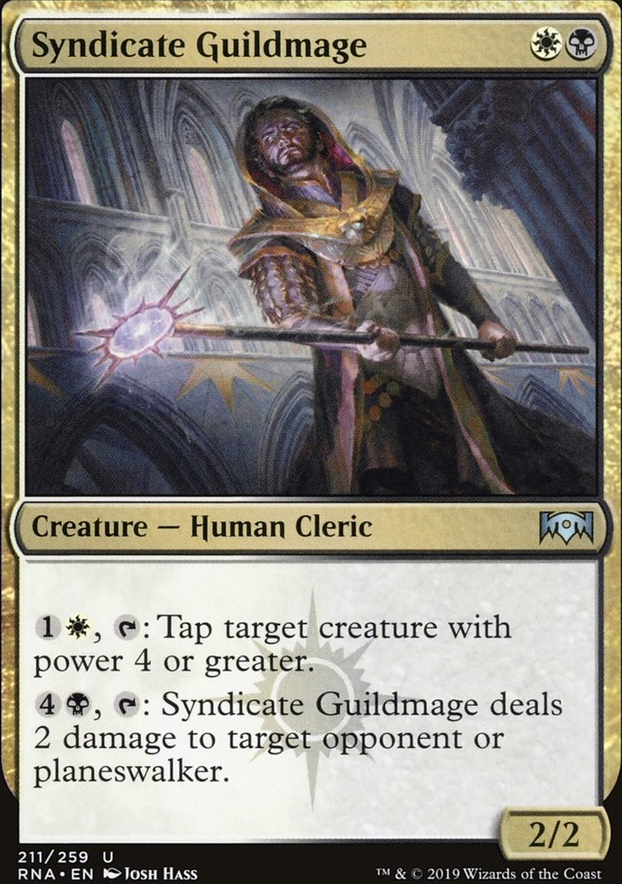 Syndicate Guildmage
Creature — Human Cleric
1, : Tap target creature with
power 4 or greater.
4, : Syndicate Guildmage deals
2 damage to target opponent or
planeswalker.
2/2
211/259 U
RNA • EN Josh Hass
™ & © 2019 Wizards of the Coast